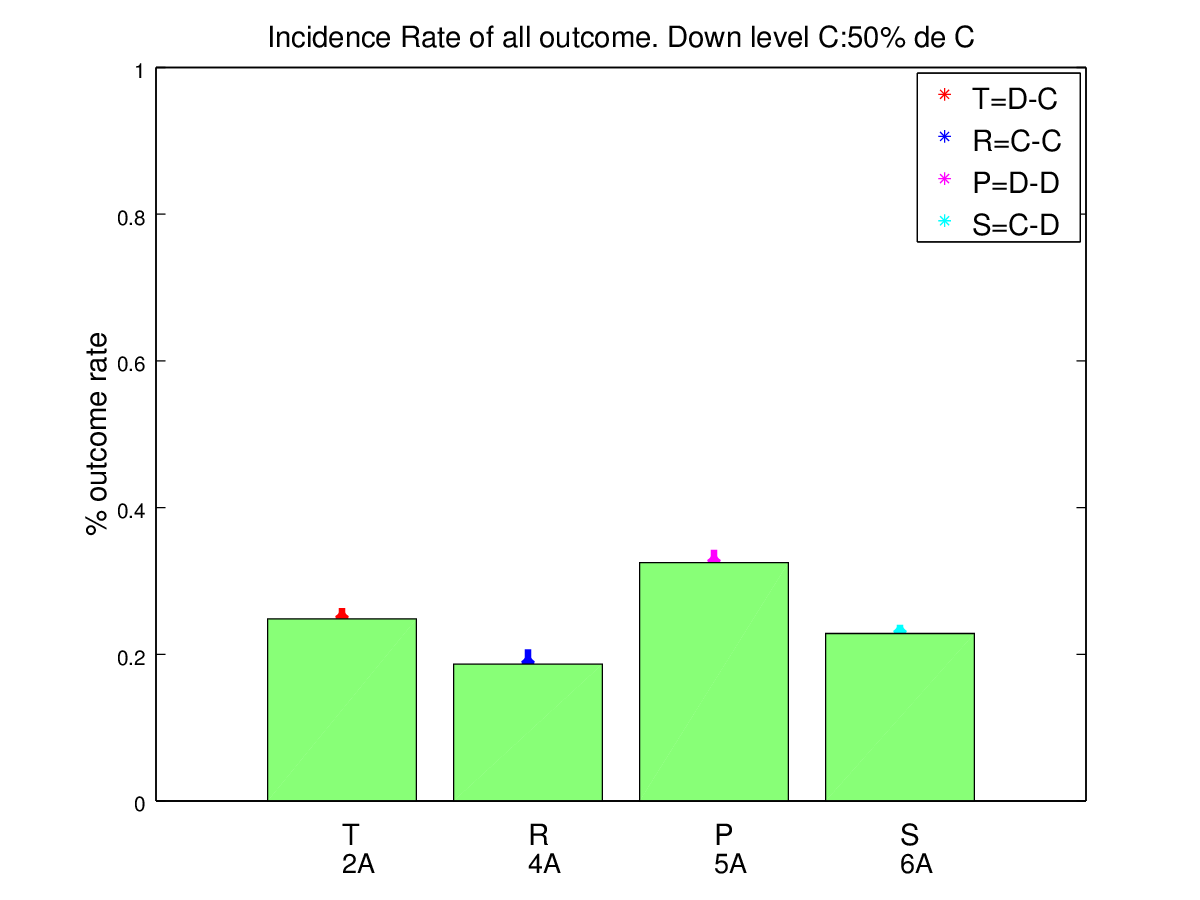 Incidence Rate of all outcome. Down level C:50% de C
1
0.8
0.6
0.4
0.2
0
% outcome rate
T=D-C
R=C-C
P=D-D
S=C-D
T R P S
2A 4A 5A 6A